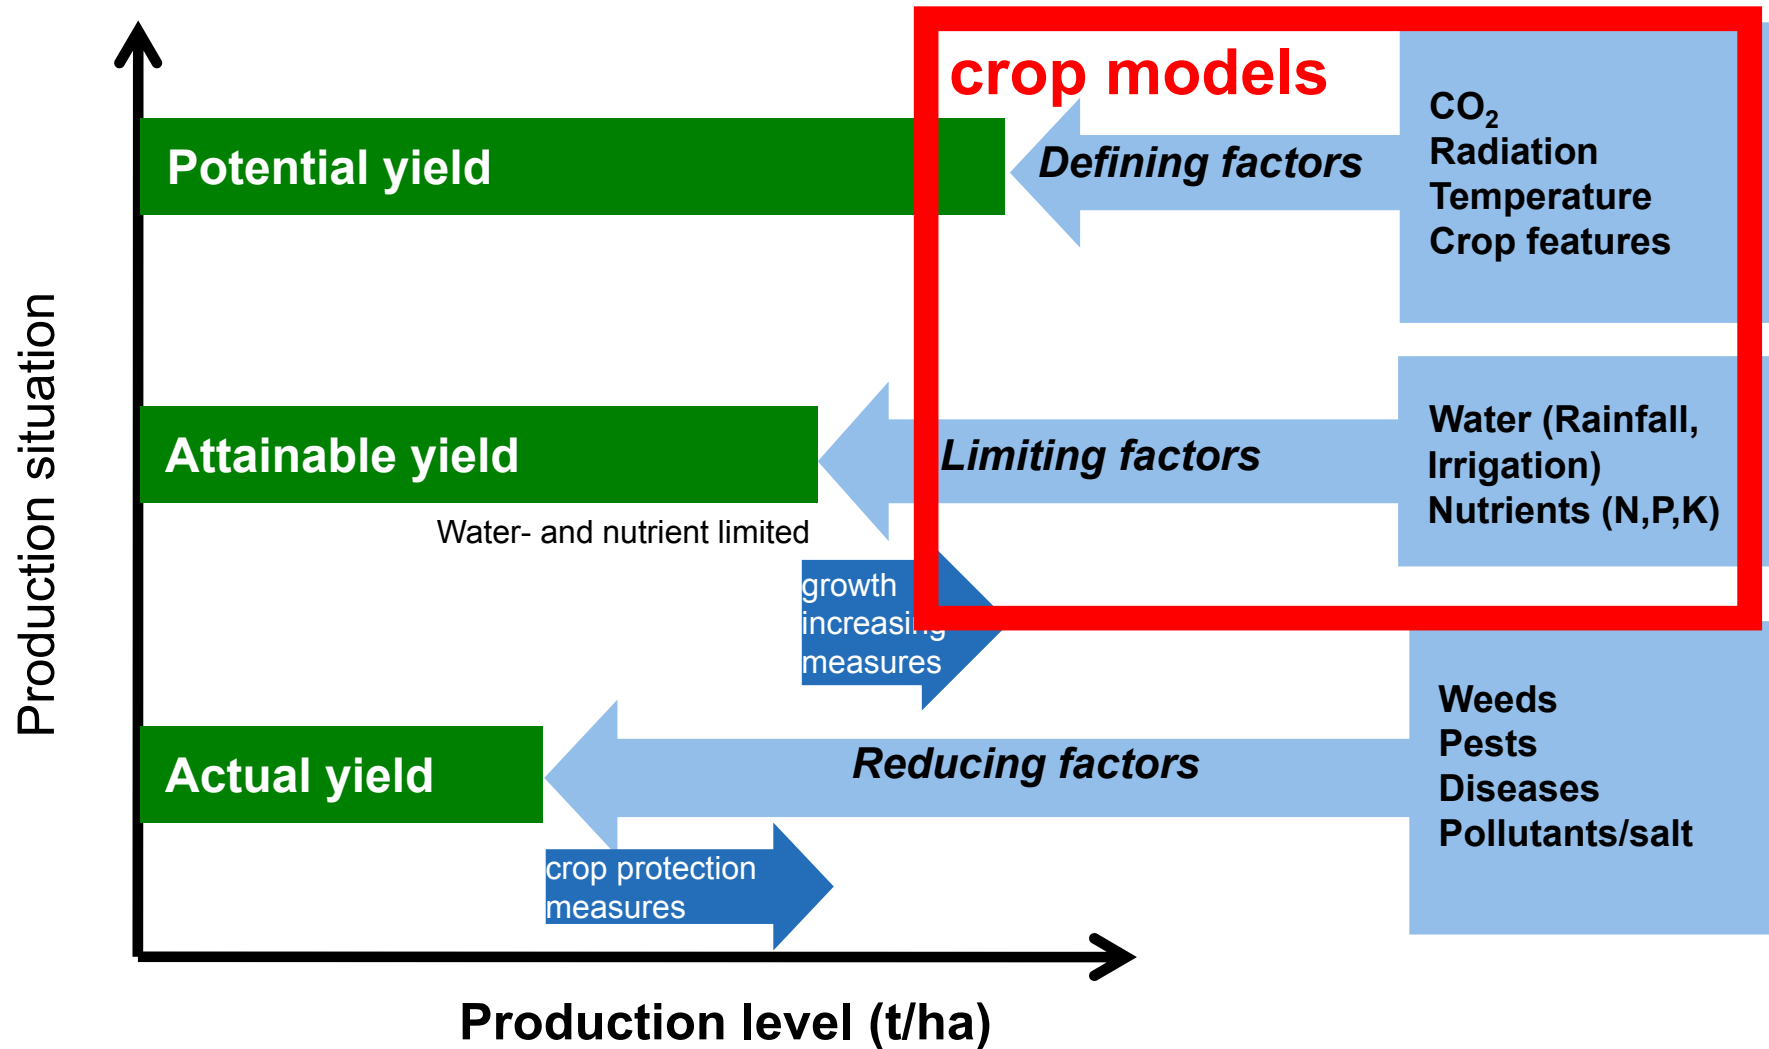 crop models
Potential yield
Defining factors
CO₂
Radiation
Temperature
Crop features
Production situation
Attainable yield
Limiting factors
Water (Rainfall,
Irrigation)
Nutrients (N,P,K)
Water- and nutrient limited
growth
increasing
measures
Actual yield
Reducing factors
Weeds
Pests
Diseases
Pollutants/salt
crop protection
measures
Production level (t/ha)